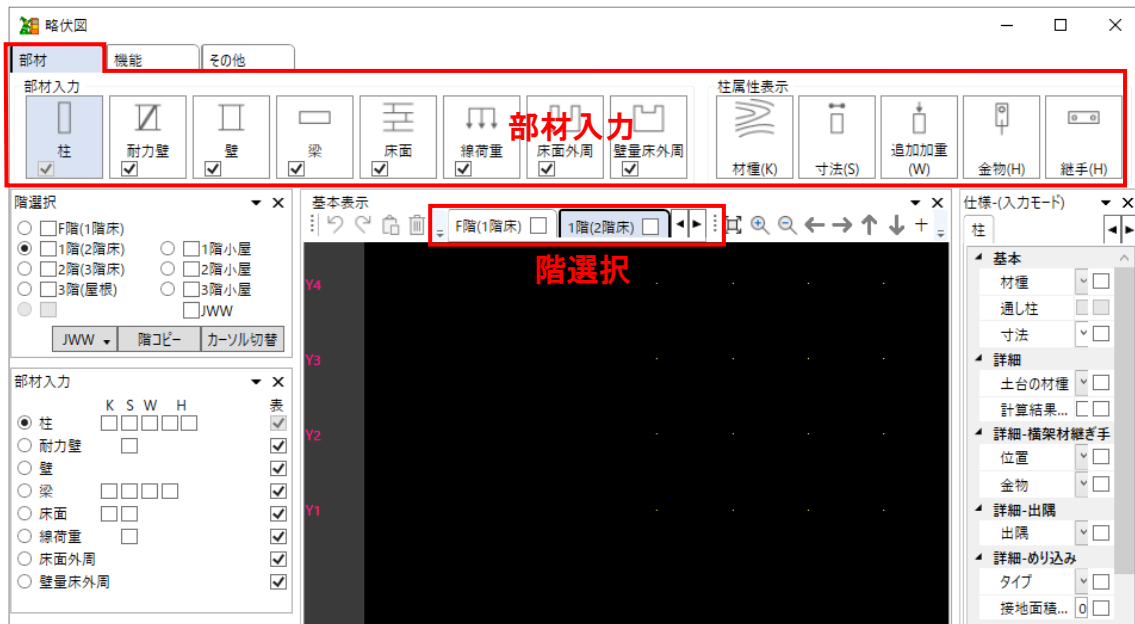 略伏図
部材 機能 その他
部材入力 柱属性表示
柱 耐力壁 壁 梁 床面 線荷重 床面外周 壁量床外周 材種(K) 寸法(S) 追加加重(W) 金物(H) 継手(H)
部材入力
階選択
F階(1階床)
1階(2階床) 1階小屋
2階(3階床) 2階小屋
3階(屋根) 3階小屋
JWW
JWW 階コピー カーソル切替
部材入力
K S W H 表
柱
耐力壁
壁
梁
床面
線荷重
床面外周
壁量床外周
基本表示
F階(1階床) 1階(2階床)
階選択
Y4
Y3
Y2
Y1
仕様-(入力モード)
柱
基本
材種
通し柱
寸法
詳細
土台の材種
計算結果...
詳細-横架材継ぎ手
位置
金物
詳細-出隅
出隅
詳細-めり込み
タイプ
接地面積... 0